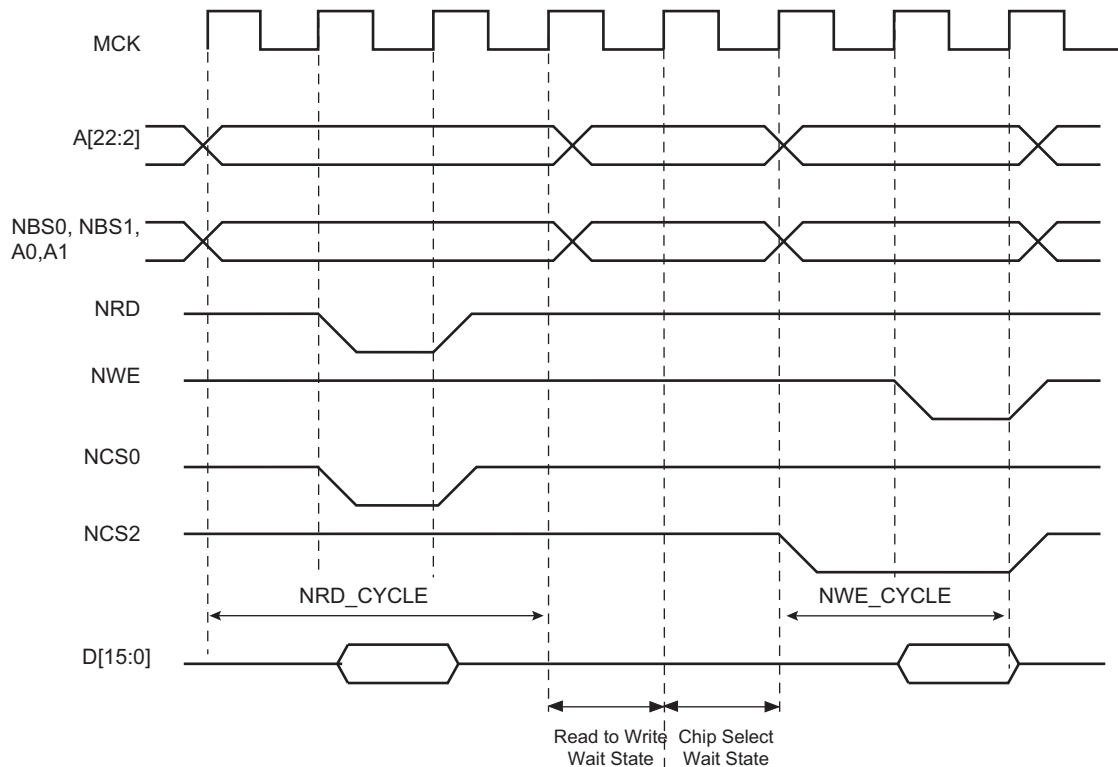 MCK
A[22:2]
NBS0, NBS1,
A0,A1
NRD
NWE
NCS0
NCS2
NRD_CYCLE
NWE_CYCLE
D[15:0]
Read to Write
Wait State
Chip Select
Wait State